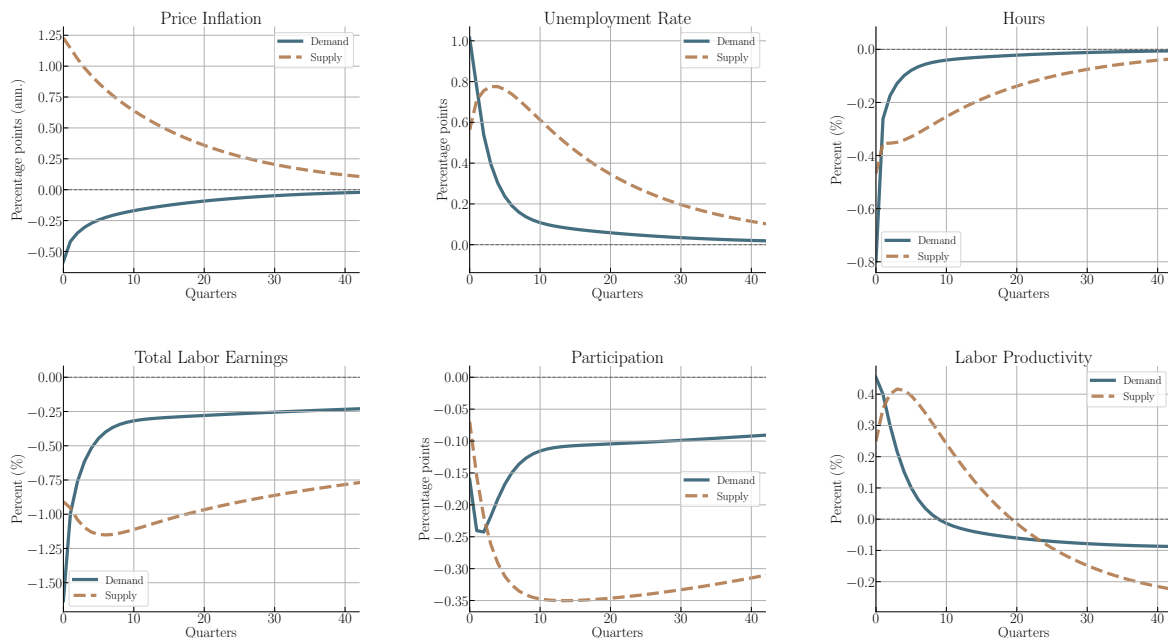 Price Inflation
Unemployment Rate
Hours
1.25
1.00
0.75
0.50
0.25
0.00
−0.25
−0.50
Percentage points (ann.)
Demand
Supply
0
10
20
30
40
Quarters
1.0
0.8
0.6
0.4
0.2
0.0
Percentage points
Demand
Supply
0
10
20
30
40
Quarters
0.0
−0.2
−0.4
−0.6
−0.8
Percent (%)
Demand
Supply
0
10
20
30
40
Quarters
Total Labor Earnings
Participation
Labor Productivity
0.00
−0.25
−0.50
−0.75
−1.00
−1.25
−1.50
Percent (%)
Demand
Supply
0
10
20
30
40
Quarters
0.00
−0.05
−0.10
−0.15
−0.20
−0.25
−0.30
−0.35
Percentage points
Demand
Supply
0
10
20
30
40
Quarters
0.4
0.3
0.2
0.1
0.0
−0.1
−0.2
Percent (%)
Demand
Supply
0
10
20
30
40
Quarters